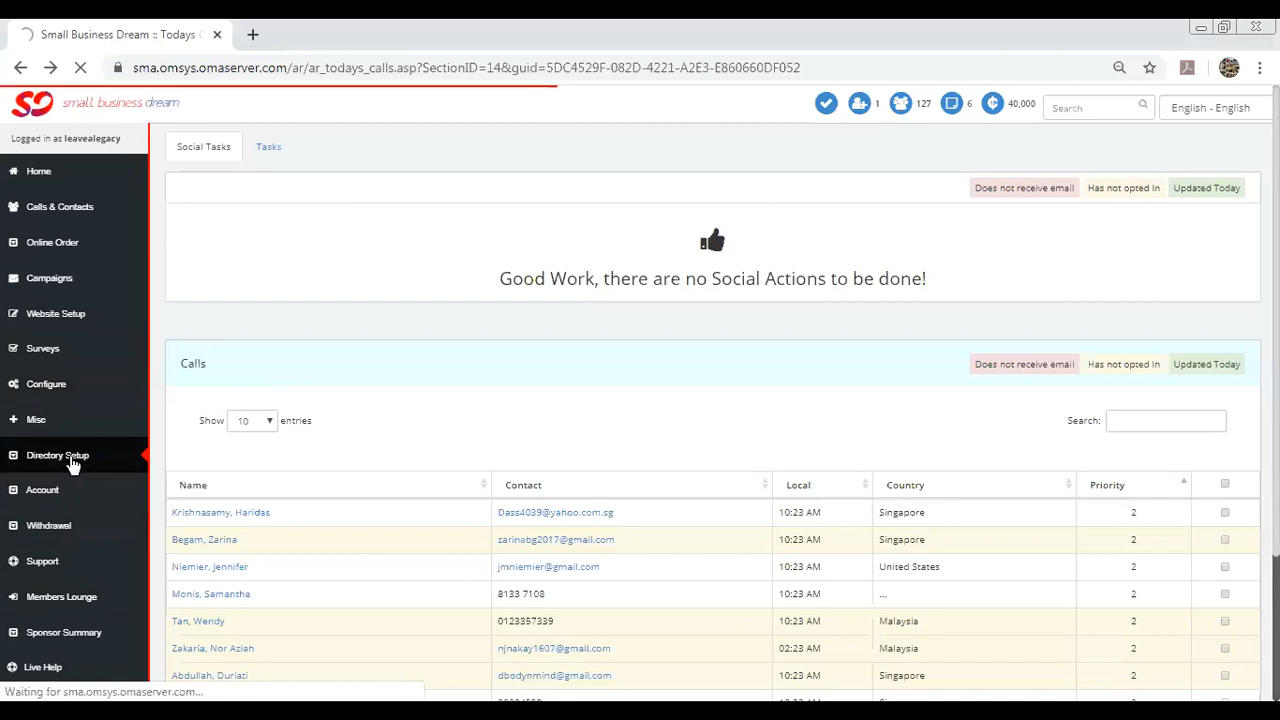 Small Business Dream :: Todays C
sma.omsys.omaserver.com/ar/ar_todays_calls.asp?SectionID=14&guid=5DC4529F-082D-4221-A2E3-E860660DF052
small business dream
1
127
6
40,000
Search
English - English
Logged in as leavealegacy
Home
Calls & Contacts
Online Order
Campaigns
Website Setup
Surveys
Configure
Misc
Directory Setup
Account
Withdrawal
Support
Members Lounge
Sponsor Summary
Live Help
Social Tasks
Tasks
Does not receive email
Has not opted In
Updated Today
Good Work, there are no Social Actions to be done!
Calls
Does not receive email
Has not opted In
Updated Today
Show 10 entries
Search:
Name Contact Local Country Priority
Krishnasamy, Haridas Dass4039@yahoo.com.sg 10:23 AM Singapore 2
Begam, Zarina zarinabg2017@gmail.com 10:23 AM Singapore 2
Niemier, Jennifer jmniemier@gmail.com 10:23 AM United States 2
Monis, Samantha 8133 7108 10:23 AM ... 2
Tan, Wendy 0123357339 10:23 AM Malaysia 2
Zakaria, Nor Aziah njnakay1607@gmail.com 02:23 AM Malaysia 2
Abdullah, Duriati dbodynmind@gmail.com 10:23 AM Singapore 2
Waiting for sma.omsys.omaserver.com...